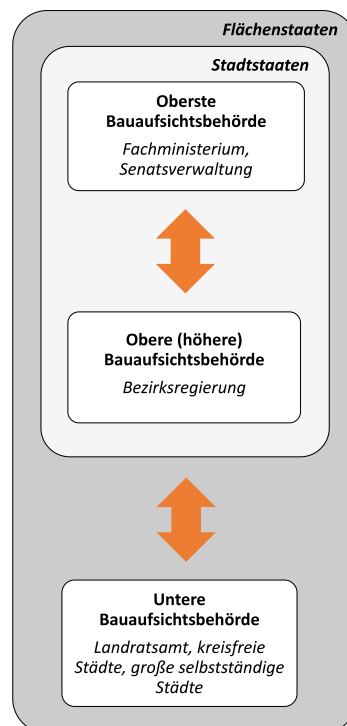 Flächenstaaten
Stadtstaaten
Oberste
Bauaufsichtsbehörde
Fachministerium,
Senatsverwaltung
Obere (höhere)
Bauaufsichtsbehörde
Bezirksregierung
Untere
Bauaufsichtsbehörde
Landratsamt, kreisfreie
Städte, große selbstständige
Städte